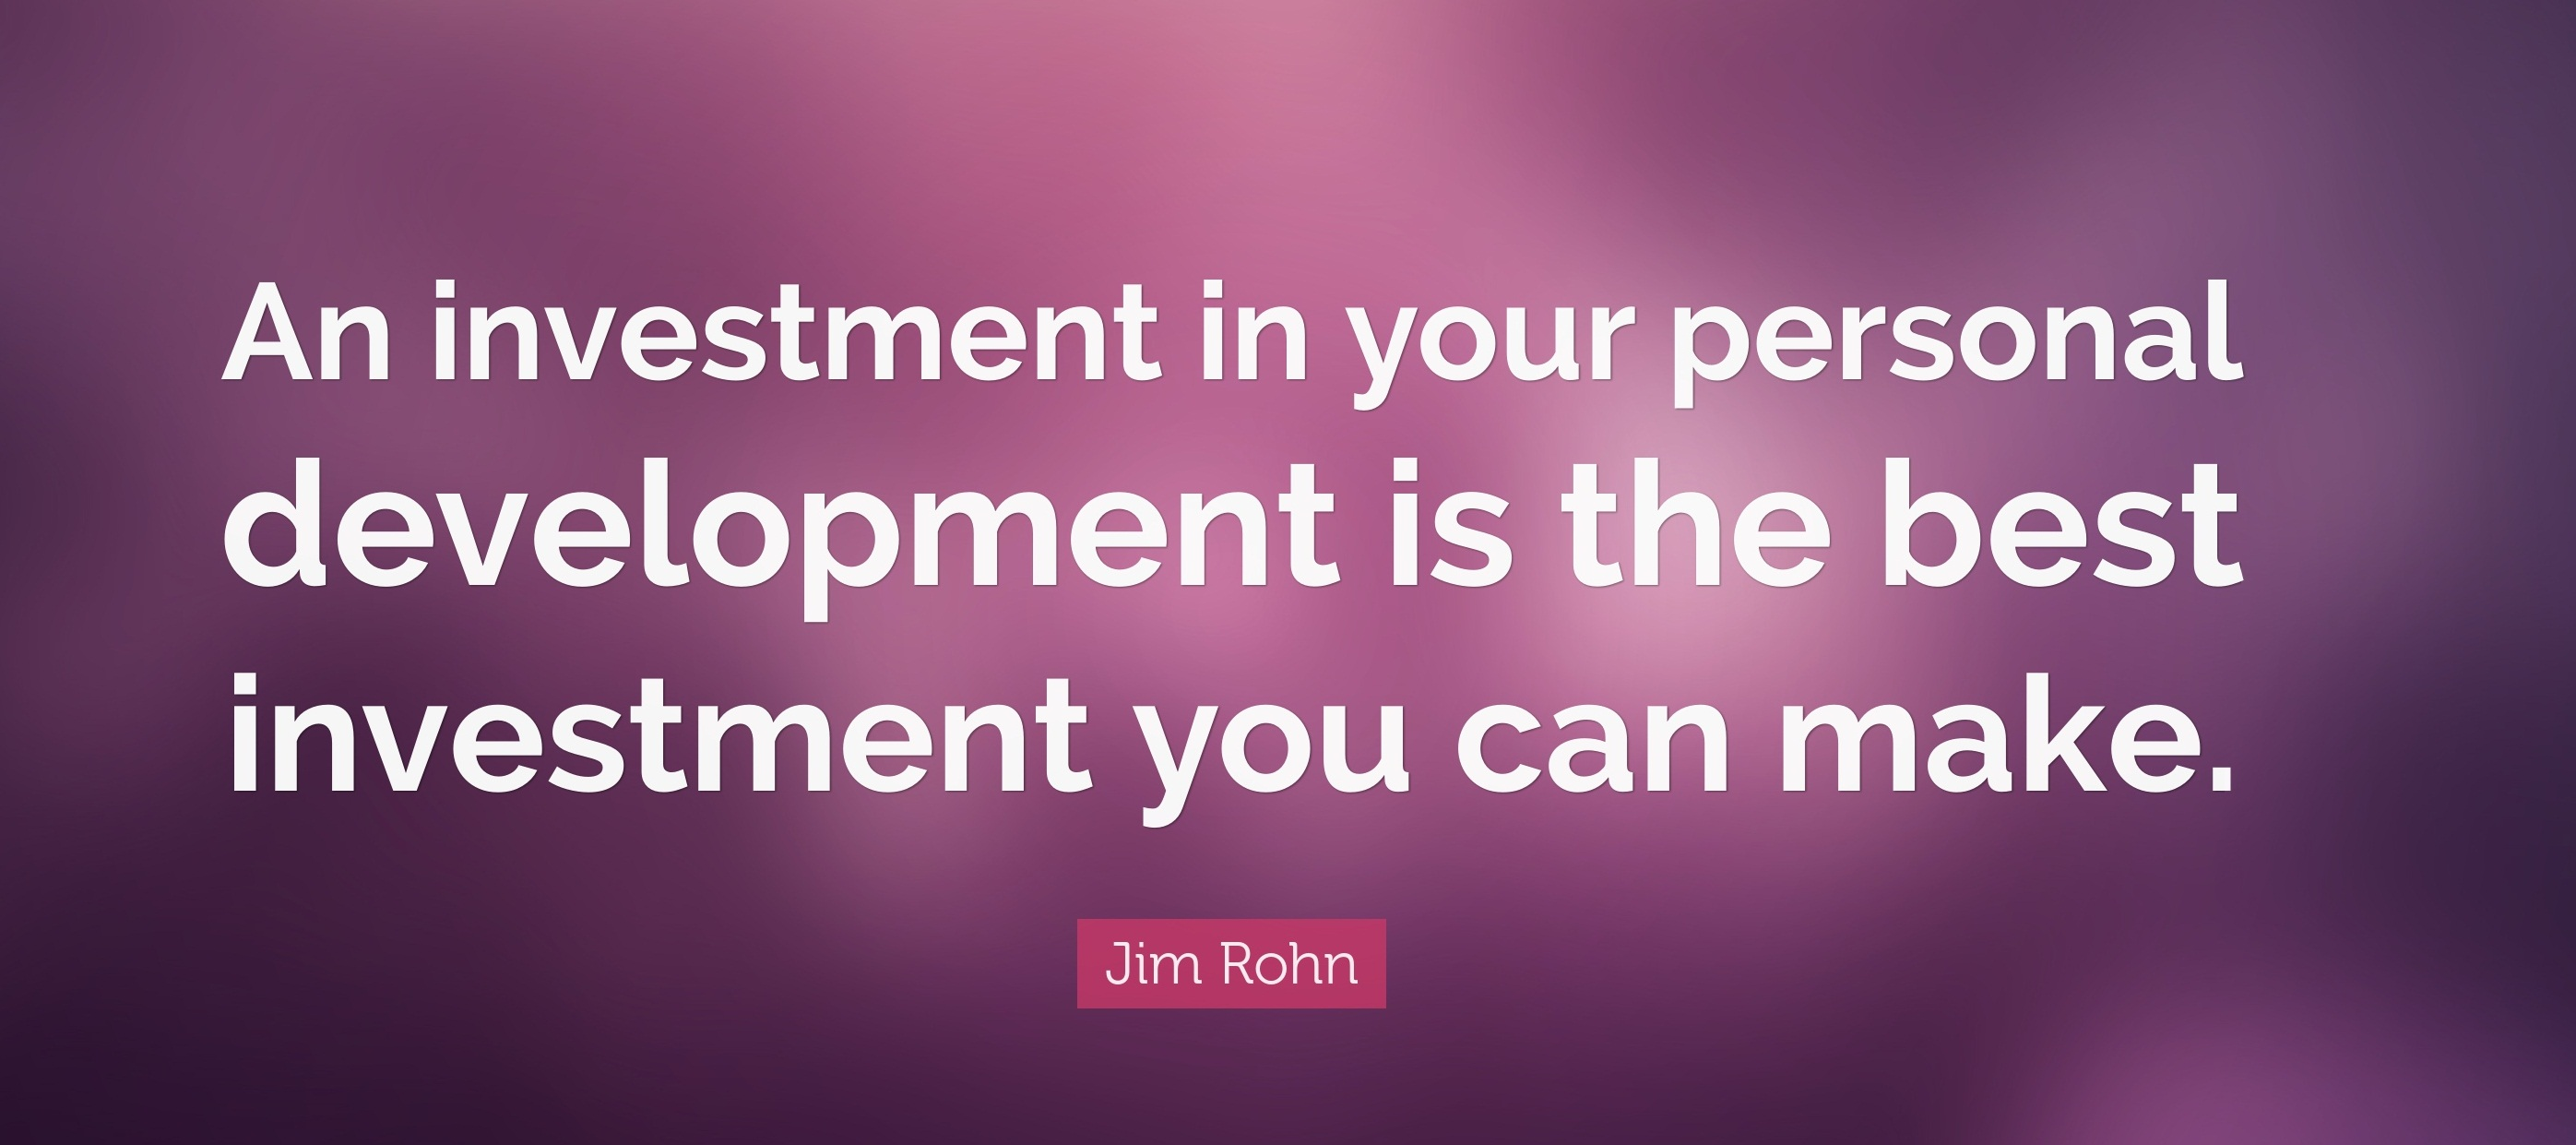 An investment in your personal
development is the best
investment you can make.
Jim Rohn